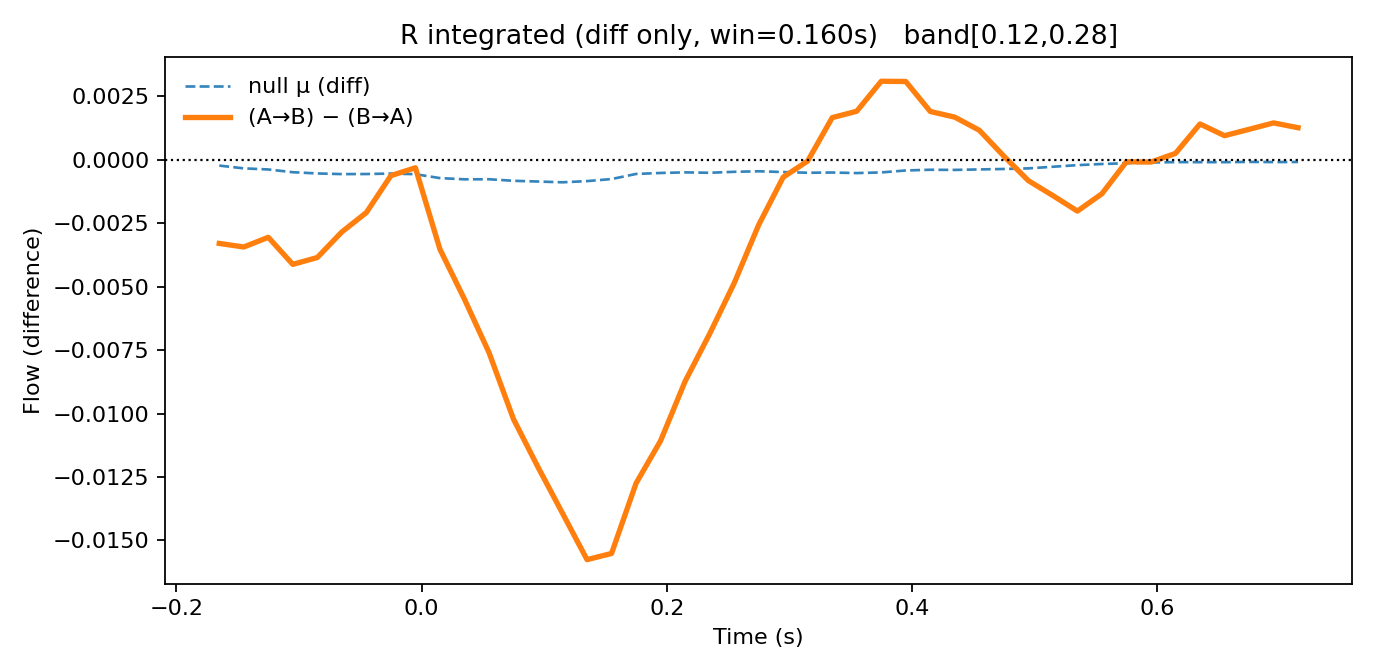 R integrated (diff only, win=0.160s)   band[0.12,0.28]
null μ (diff)
(A→B) − (B→A)
0.0025
0.0000
−0.0025
−0.0050
−0.0075
−0.0100
−0.0125
−0.0150
Flow (difference)
−0.2
0.0
0.2
0.4
0.6
Time (s)